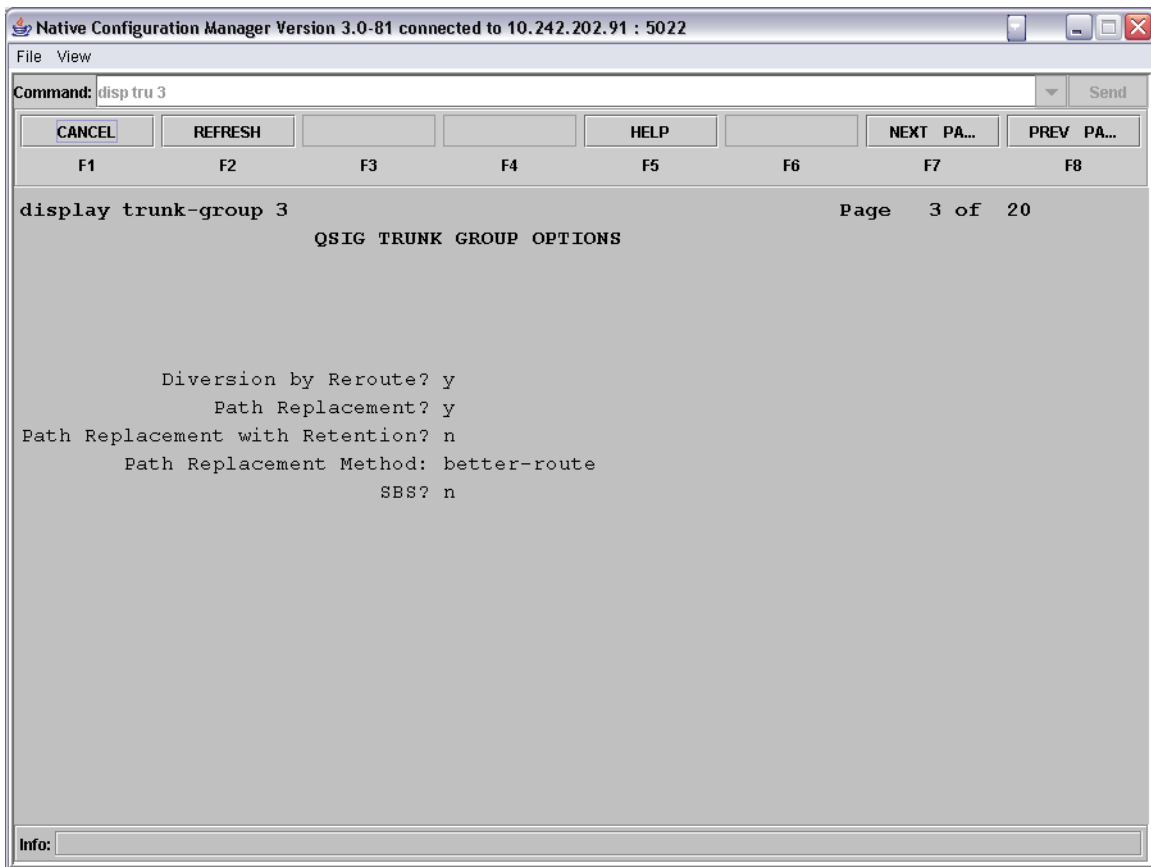 Native Configuration Manager Version 3.0-81 connected to 10.242.202.91 : 5022
File View
Command: disp tru 3 Send
CANCEL REFRESH HELP NEXT PA... PREV PA...
F1 F2 F3 F4 F5 F6 F7 F8
display trunk-group 3 Page 3 of 20
QSIG TRUNK GROUP OPTIONS
Diversion by Reroute? y
Path Replacement? y
Path Replacement with Retention? n
Path Replacement Method: better-route
SBS? n
Info: